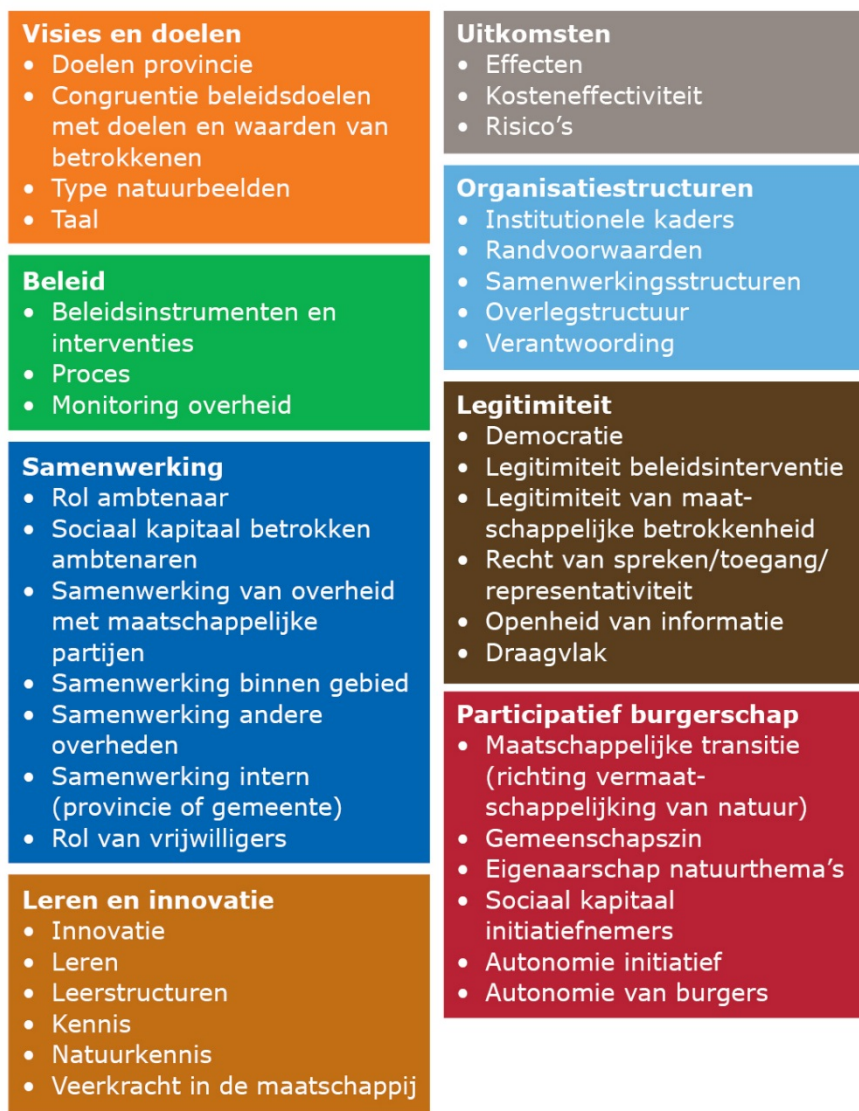 Visies en doelen
• Doelen provincie
• Congruentie beleidsdoelen
met doelen en waarden van
betrokkenen
• Type natuurbeelden
• Taal
Beleid
• Beleidsinstrumenten en
interventies
• Proces
• Monitoring overheid
Samenwerking
• Rol ambtenaar
• Sociaal kapitaal betrokken
ambtenaren
• Samenwerking van overheid
met maatschappelijke
partijen
• Samenwerking binnen gebied
• Samenwerking andere
overheden
• Samenwerking intern
(provincie of gemeente)
• Rol van vrijwilligers
Leren en innovatie
• Innovatie
• Leren
• Leerstructuren
• Kennis
• Natuurkennis
• Veerkracht in de maatschappij
Uitkomsten
• Effecten
• Kosteneffectiviteit
• Risico's
Organisatiestructuren
• Institutionele kaders
• Randvoorwaarden
• Samenwerkingsstructuren
• Overlegstructuur
• Verantwoording
Legitimiteit
• Democratie
• Legitimiteit beleidsinterventie
• Legitimiteit van maat-
schappelijke betrokkenheid
• Recht van spreken/toegang/
representativiteit
• Openheid van informatie
• Draagvlak
Participatief burgerschap
• Maatschappelijke transitie
(richting vermaat-
schappelijking van natuur)
• Gemeenschapszin
• Eigenaarschap natuurthema's
• Sociaal kapitaal
initiatiefnemers
• Autonomie initiatief
• Autonomie van burgers